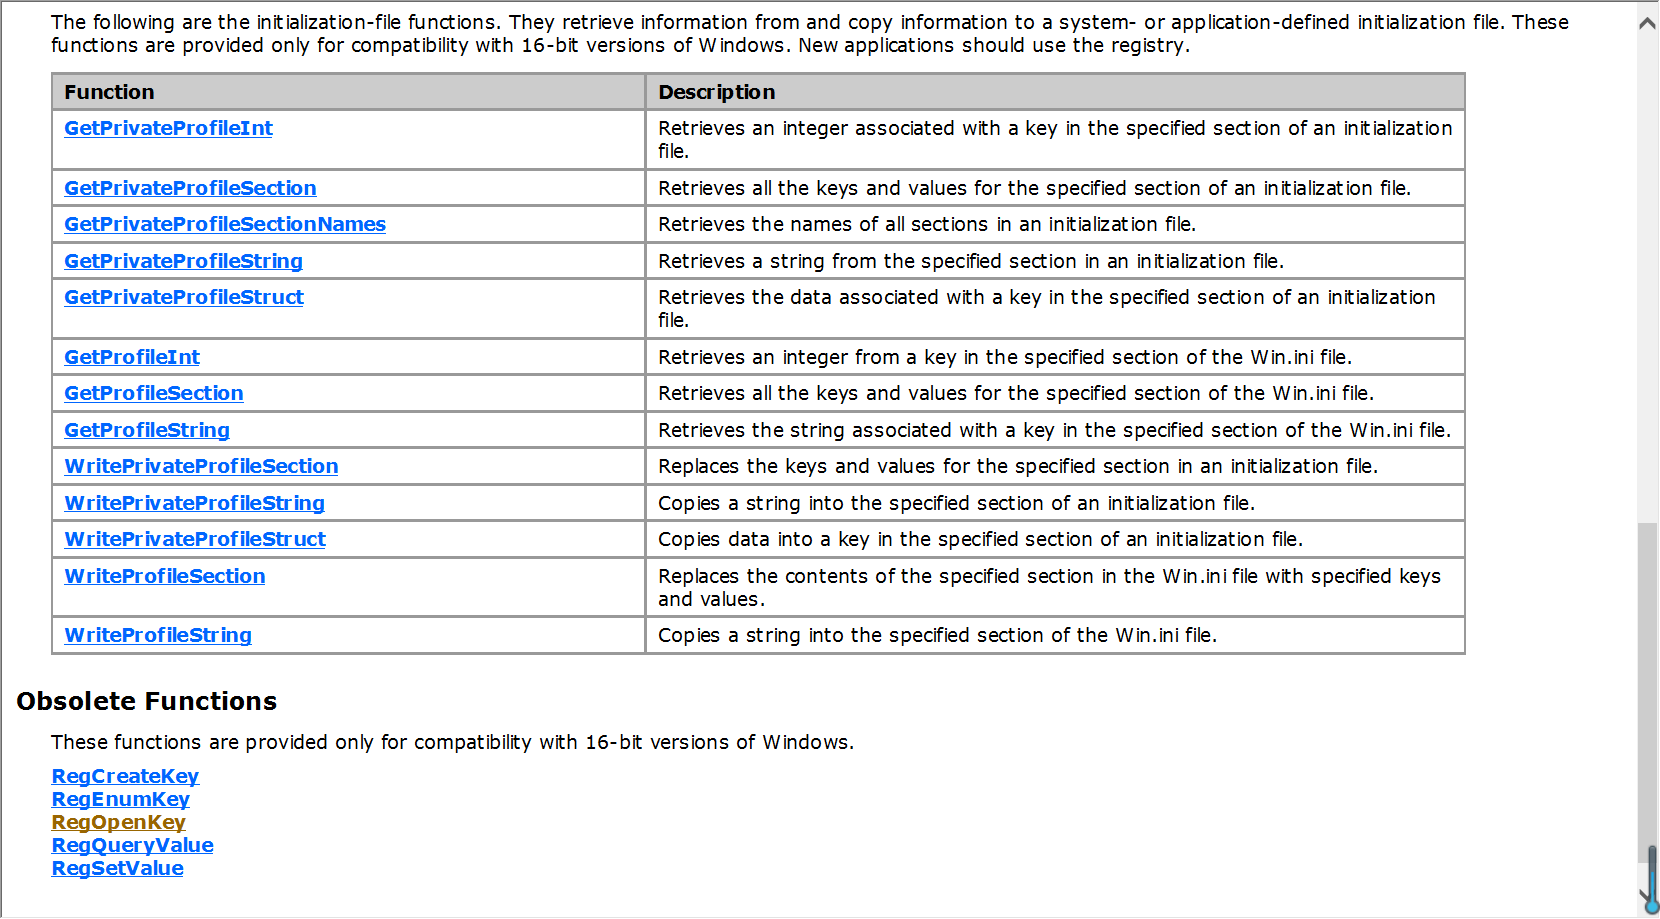 The following are the initialization-file functions. They retrieve information from and copy information to a system- or application-defined initialization file. These
functions are provided only for compatibility with 16-bit versions of Windows. New applications should use the registry.
Function Description
GetPrivateProfileInt Retrieves an integer associated with a key in the specified section of an initialization
file.
GetPrivateProfileSection Retrieves all the keys and values for the specified section of an initialization file.
GetPrivateProfileSectionNames Retrieves the names of all sections in an initialization file.
GetPrivateProfileString Retrieves a string from the specified section in an initialization file.
GetPrivateProfileStruct Retrieves the data associated with a key in the specified section of an initialization
file.
GetProfileInt Retrieves an integer from a key in the specified section of the Win.ini file.
GetProfileSection Retrieves all the keys and values for the specified section of the Win.ini file.
GetProfileString Retrieves the string associated with a key in the specified section of the Win.ini file.
WritePrivateProfileSection Replaces the keys and values for the specified section in an initialization file.
WritePrivateProfileString Copies a string into the specified section of an initialization file.
WritePrivateProfileStruct Copies data into a key in the specified section of an initialization file.
WriteProfileSection Replaces the contents of the specified section in the Win.ini file with specified keys
and values.
WriteProfileString Copies a string into the specified section of the Win.ini file.
Obsolete Functions
These functions are provided only for compatibility with 16-bit versions of Windows.
RegCreateKey
RegEnumKey
RegOpenKey
RegQueryValue
RegSetValue